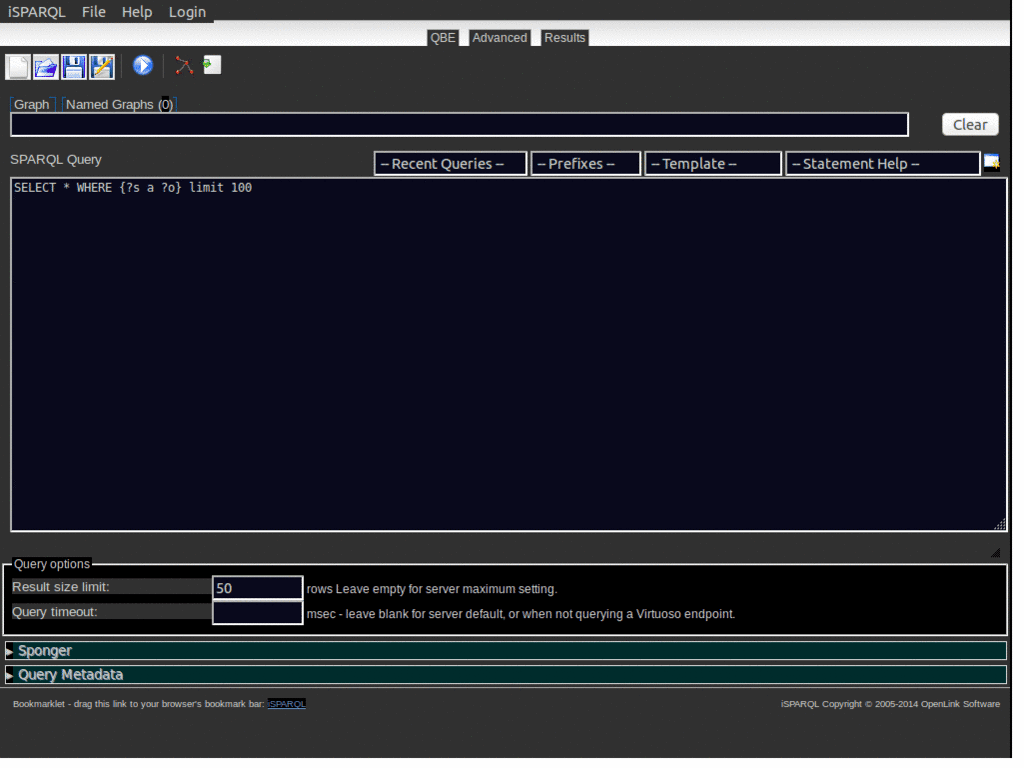 iSPARQL File Help Login
QBE Advanced Results
Graph Named Graphs (0)
Clear
SPARQL Query -- Recent Queries -- -- Prefixes -- -- Template -- -- Statement Help --
SELECT * WHERE {?s a ?o} limit 100
Query options
Result size limit: 50 rows Leave empty for server maximum setting.
Query timeout: msec - leave blank for server default, or when not querying a Virtuoso endpoint.
Sponger
Query Metadata
Bookmarklet - drag this link to your browser's bookmark bar: iSPARQL iSPARQL Copyright © 2005-2014 OpenLink Software